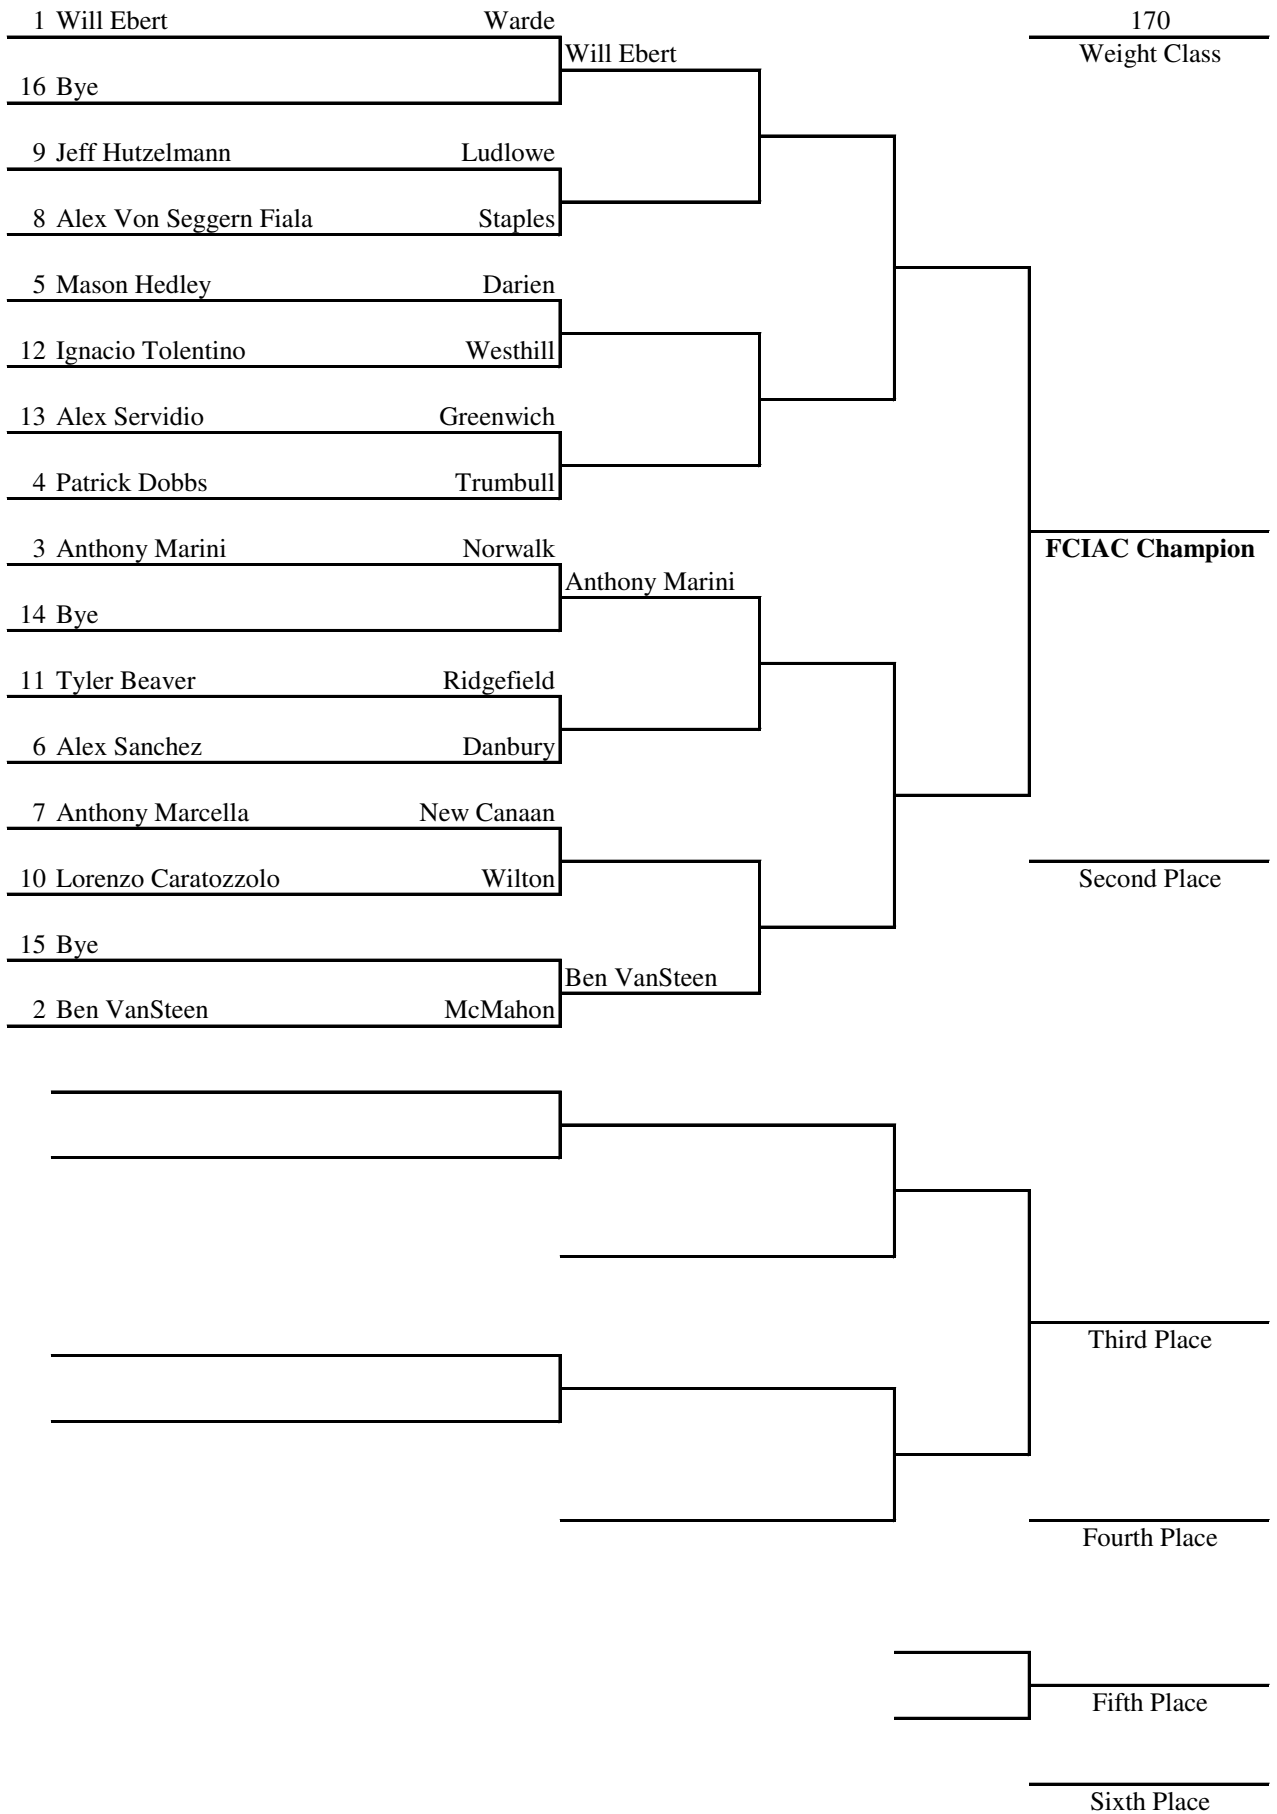 1 Will Ebert Warde 170
Will Ebert Weight Class
16 Bye
9 Jeff Hutzelmann Ludlowe
8 Alex Von Seggern Fiala Staples
5 Mason Hedley Darien
12 Ignacio Tolentino Westhill
13 Alex Servidio Greenwich
4 Patrick Dobbs Trumbull
3 Anthony Marini Norwalk FCIAC Champion
Anthony Marini
14 Bye
11 Tyler Beaver Ridgefield
6 Alex Sanchez Danbury
7 Anthony Marcella New Canaan
10 Lorenzo Caratozzolo Wilton Second Place
15 Bye
Ben VanSteen
2 Ben VanSteen McMahon
Third Place
Fourth Place
Fifth Place
Sixth Place